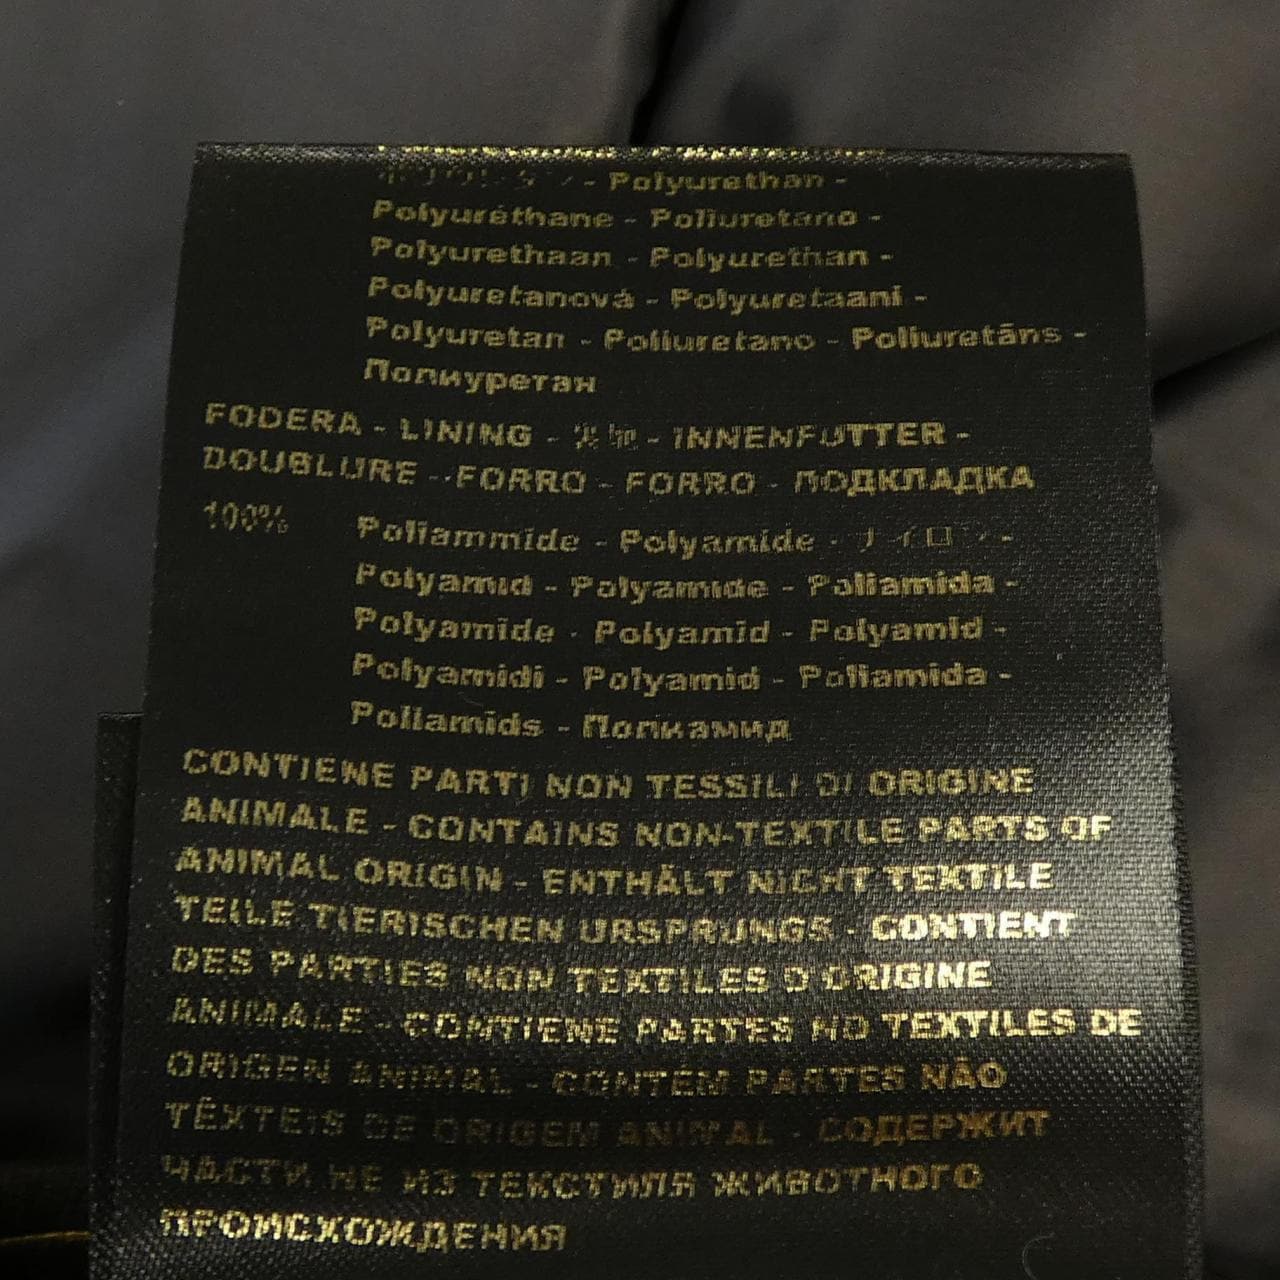 - Polyurethan -
Polyuréthane - Poliuretano -
Polyurethaan - Polyurethan -
Polyuretanová - Polyuretaani -
Polyuretan - Poliuretano - Poliuretāns -
Полиуретан
FODERA - LINING - - INNENFUTTER -
DOUBLURE - FORRO - FORRO - ПОДКЛАДКА
100% Poliammide - Polyamide - ナイロン -
Polyamid - Polyamide - Poliamida -
Polyamide - Polyamid - Polyamid -
Polyamidi - Polyamid - Poliamida -
Poliamīds - Полиамид
CONTIENE PARTI NON TESSILI DI ORIGINE
ANIMALE - CONTAINS NON-TEXTILE PARTS OF
ANIMAL ORIGIN - ENTHÄLT NICHT TEXTILE
TEILE TIERISCHEN URSPRUNGS - CONTIENT
DES PARTIES NON TEXTILES D ORIGINE
ANIMALE - CONTIENE PARTES NO TEXTILES DE
ORIGEN ANIMAL - CONTÉM PARTES NÃO
TÊXTEIS DE ORIGEM ANIMAL - СОДЕРЖИТ
ЧАСТИ НЕ ИЗ ТЕКСТИЛЯ ЖИВОТНОГО
ПРОИСХОЖДЕНИЯ